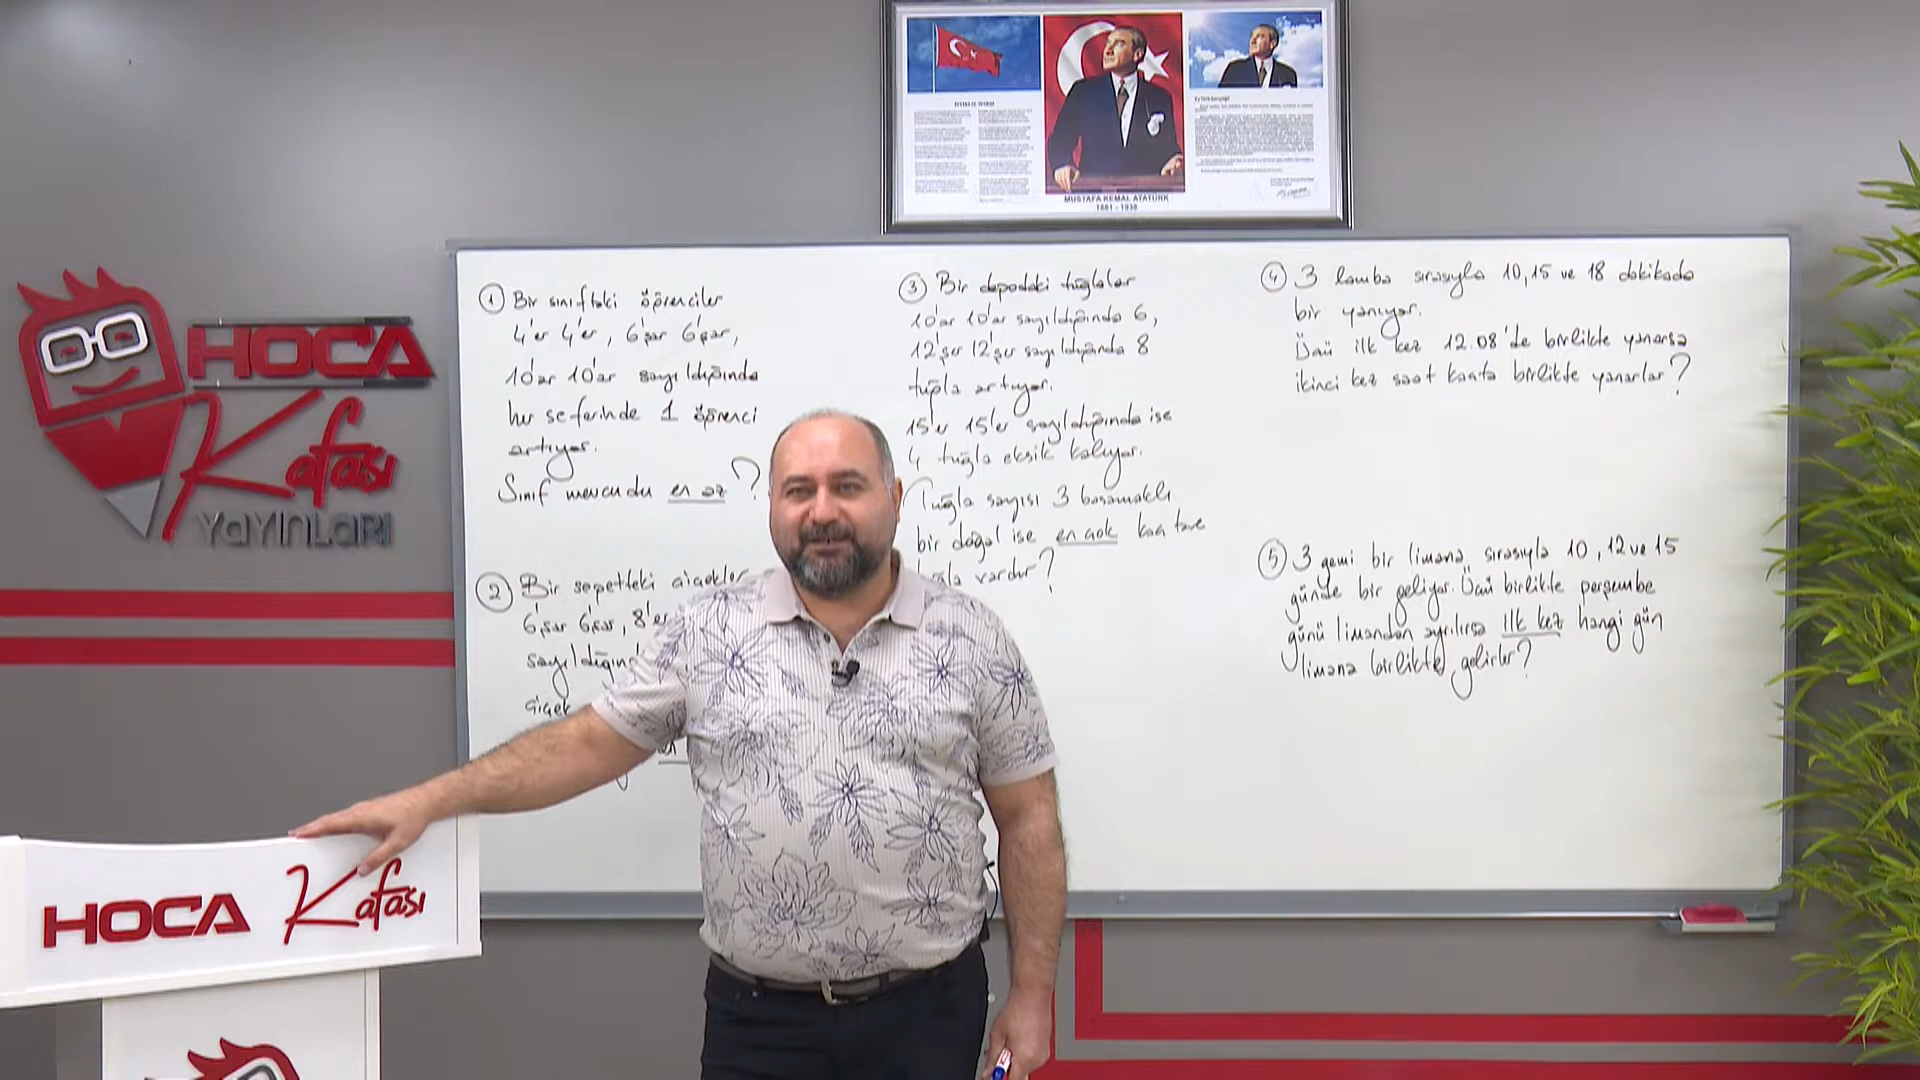 MUSTAFA KEMAL ATATÜRK
1881 - 1938
HOCA
Kafası
YAYINLARI
① Bir sınıftaki öğrenciler
4'er 4'er, 6'şar 6'şar,
10'ar 10'ar sayıldığında
her seferinde 1 öğrenci
artıyor.
Sınıf mevcudu en az ?
② Bir sepetteki çiçekler
6'şar 6'şar, 8'er
sayıldığında
çiçek
③ Bir depodaki tuğlalar
10'ar 10'ar sayıldığında 6,
12'şer 12'şer sayıldığında 8
tuğla artıyor.
15'er 15'er sayıldığında ise
4 tuğla eksik kalıyor.
Tuğla sayısı 3 basamaklı
bir doğal ise en çok kaç tane
vardır?
④ 3 lamba sırasıyla 10, 15 ve 18 dakikada
bir yanıyor.
Üçü ilk kez 12.08'de birlikte yanarsa
ikinci kez saat kaçta birlikte yanarlar?
⑤ 3 gemi bir limana sırasıyla 10, 12 ve 15
günde bir geliyor. Üçü birlikte perşembe
günü limandan ayrılırsa ilk kez hangi gün
limana birlikte gelirler?
HOCA Kafası